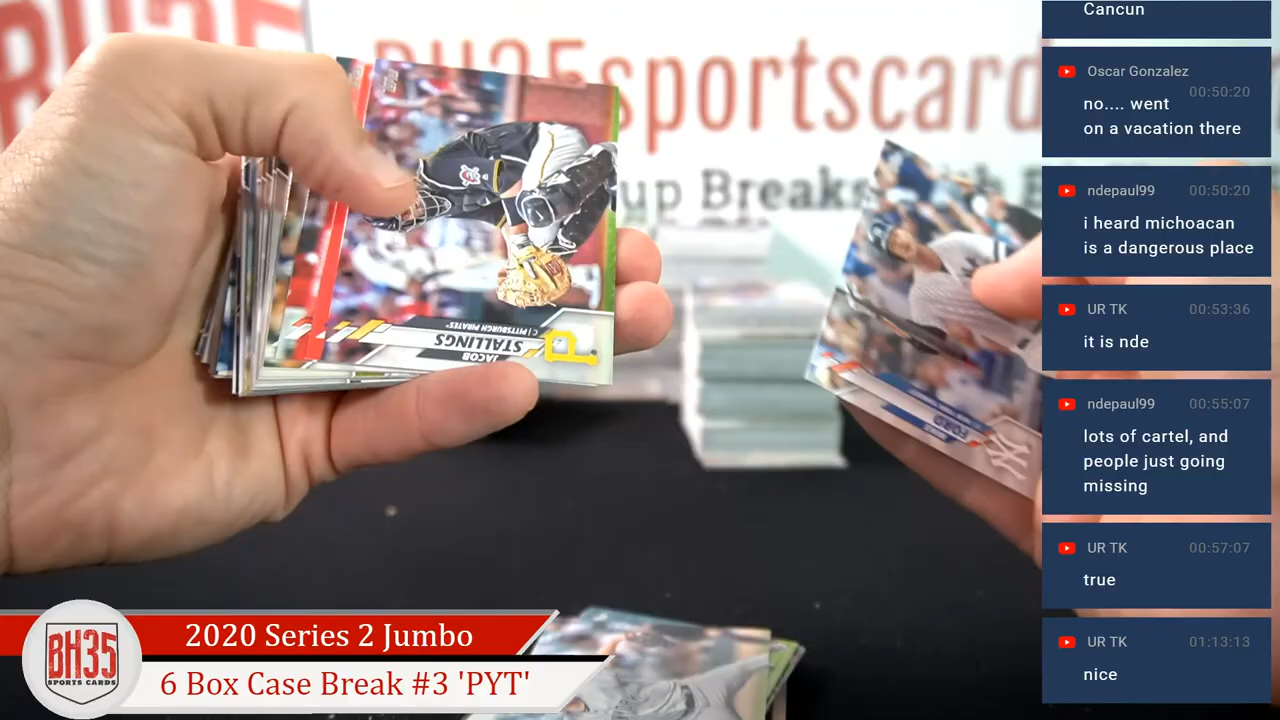 BH35sportscard
up Breaks
TOPPS
JACOB
STALLINGS
C | PITTSBURGH PIRATES®
P
FORD
NY
2020 Series 2 Jumbo
6 Box Case Break #3 'PYT'
BH35
SPORTS CARDS
Cancun
Oscar Gonzalez
00:50:20
no.... went
on a vacation there
ndepaul99 00:50:20
i heard michoacan
is a dangerous place
UR TK 00:53:36
it is nde
ndepaul99 00:55:07
lots of cartel, and
people just going
missing
UR TK 00:57:07
true
UR TK 01:13:13
nice